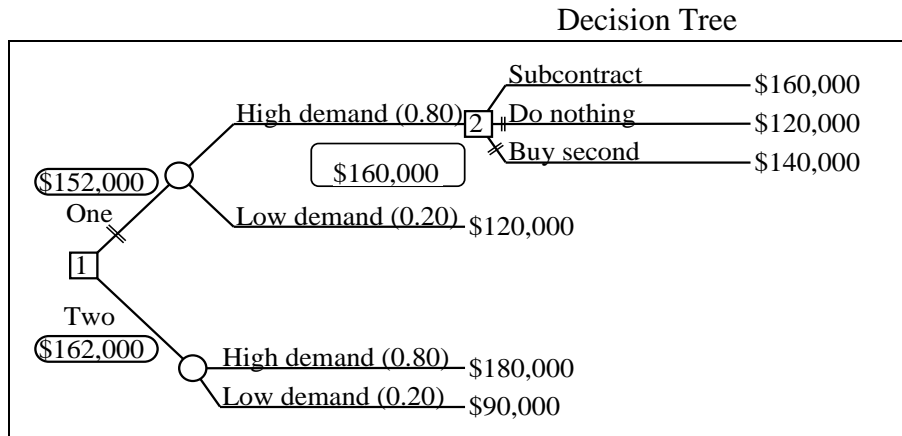 Decision Tree
Subcontract
$160,000
High demand (0.80)
2
Do nothing
$120,000
Buy second
$140,000
$160,000
$152,000
One
Low demand (0.20)
$120,000
1
Two
$162,000
High demand (0.80)
$180,000
Low demand (0.20)
$90,000